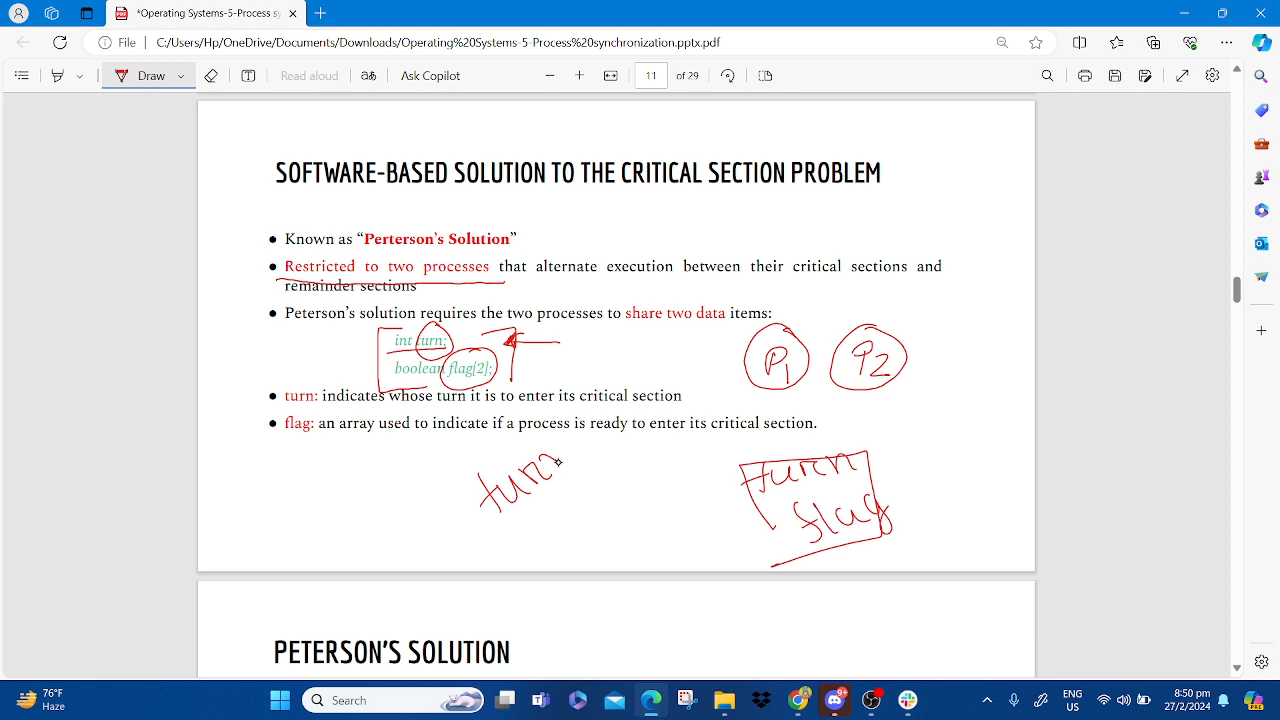 *Operating Systems-5-Process sy
File
C:/Users/Hp/OneDrive/Documents/Downloads/Operating%20Systems-5-Process%20synchronization.pptx.pdf
Draw
Read aloud
Ask Copilot
11
of 29
SOFTWARE-BASED SOLUTION TO THE CRITICAL SECTION PROBLEM
● Known as “Perterson's Solution”
● Restricted to two processes that alternate execution between their critical sections and
remainder sections
● Peterson's solution requires the two processes to share two data items:
int turn;
boolean flag[2];
P1 P2
● turn: indicates whose turn it is to enter its critical section
● flag: an array used to indicate if a process is ready to enter its critical section.
turn
turn
flag
PETERSON'S SOLUTION
76°F
Haze
Search
9+
ENG
US
8:50 pm
27/2/2024
PRE